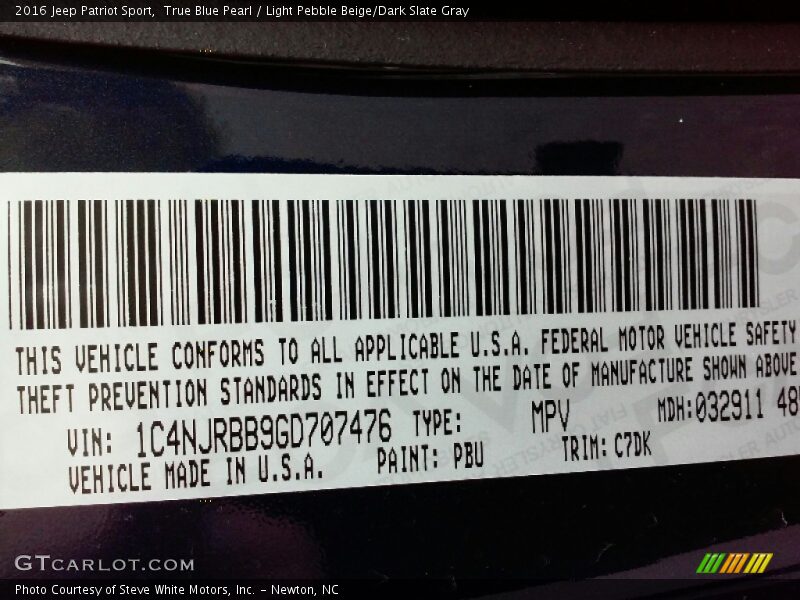 2016 Jeep Patriot Sport,  True Blue Pearl / Light Pebble Beige/Dark Slate Gray
THIS VEHICLE CONFORMS TO ALL APPLICABLE U.S.A. FEDERAL MOTOR VEHICLE SAFETY
THEFT PREVENTION STANDARDS IN EFFECT ON THE DATE OF MANUFACTURE SHOWN ABOVE
VIN: 1C4NJRBB9GD707476 TYPE: MPV MDH:032911 48
VEHICLE MADE IN U.S.A. PAINT: PBU TRIM: C7DK
GTCARLOT.COM
Photo Courtesy of Steve White Motors, Inc. – Newton, NC